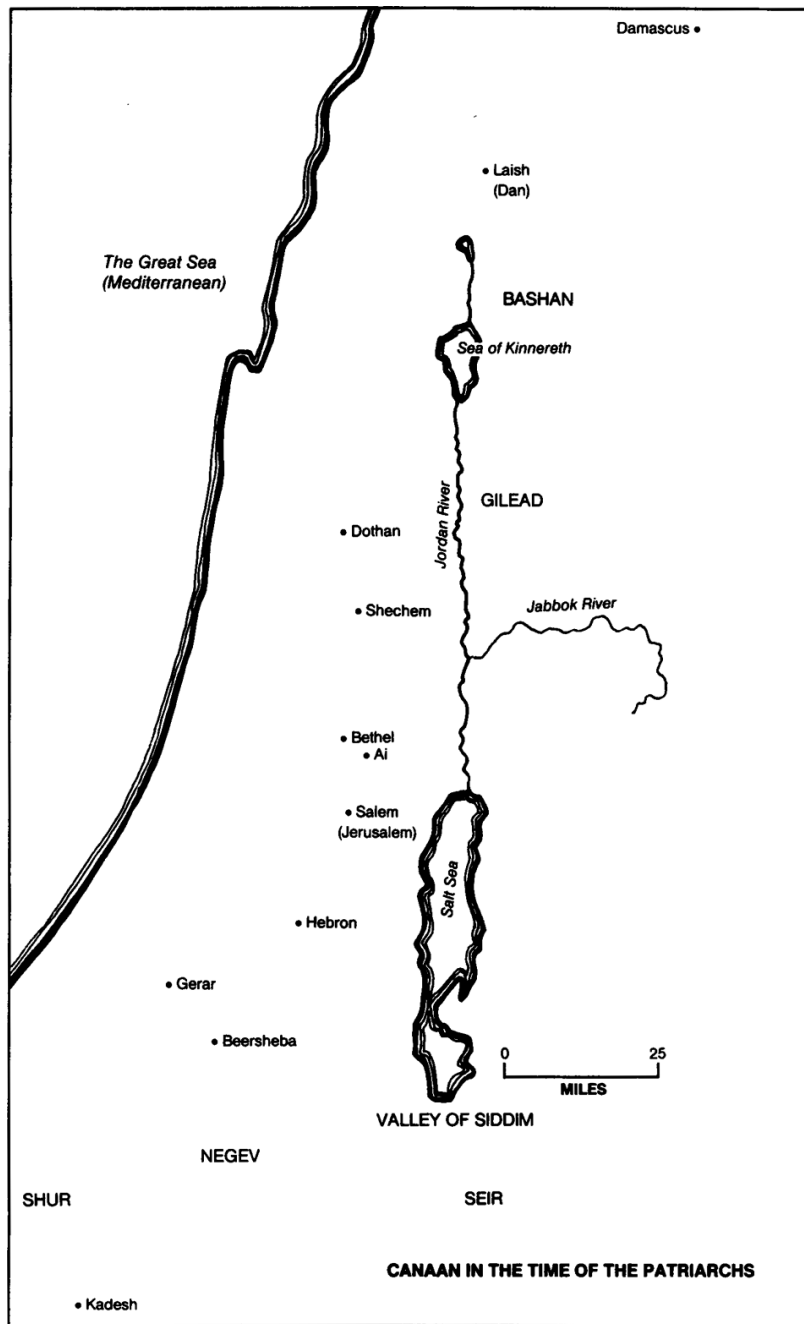 Damascus
Laish
(Dan)
The Great Sea
(Mediterranean)
BASHAN
Sea of Kinnereth
Jordan River
GILEAD
Dothan
Shechem
Jabbok River
Bethel
Ai
Salem
(Jerusalem)
Salt Sea
Hebron
Gerar
Beersheba
0 25
MILES
VALLEY OF SIDDIM
NEGEV
SHUR
SEIR
CANAAN IN THE TIME OF THE PATRIARCHS
Kadesh